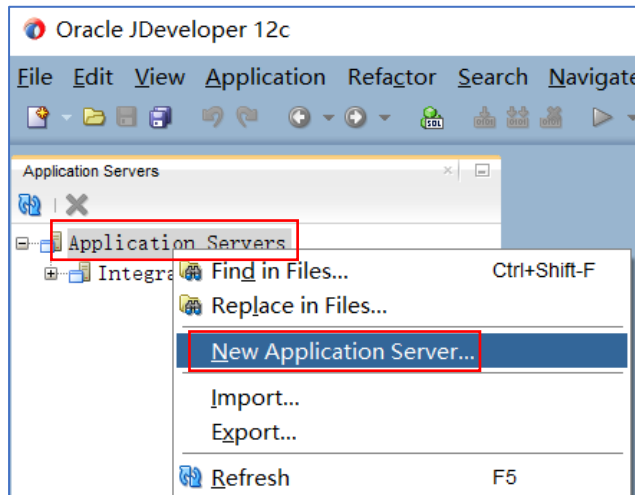 Oracle JDeveloper 12c
File Edit View Application Refactor Search Navigate
Application Servers
Application Servers
Integra
Find in Files... Ctrl+Shift-F
Replace in Files...
New Application Server...
Import...
Export...
Refresh F5